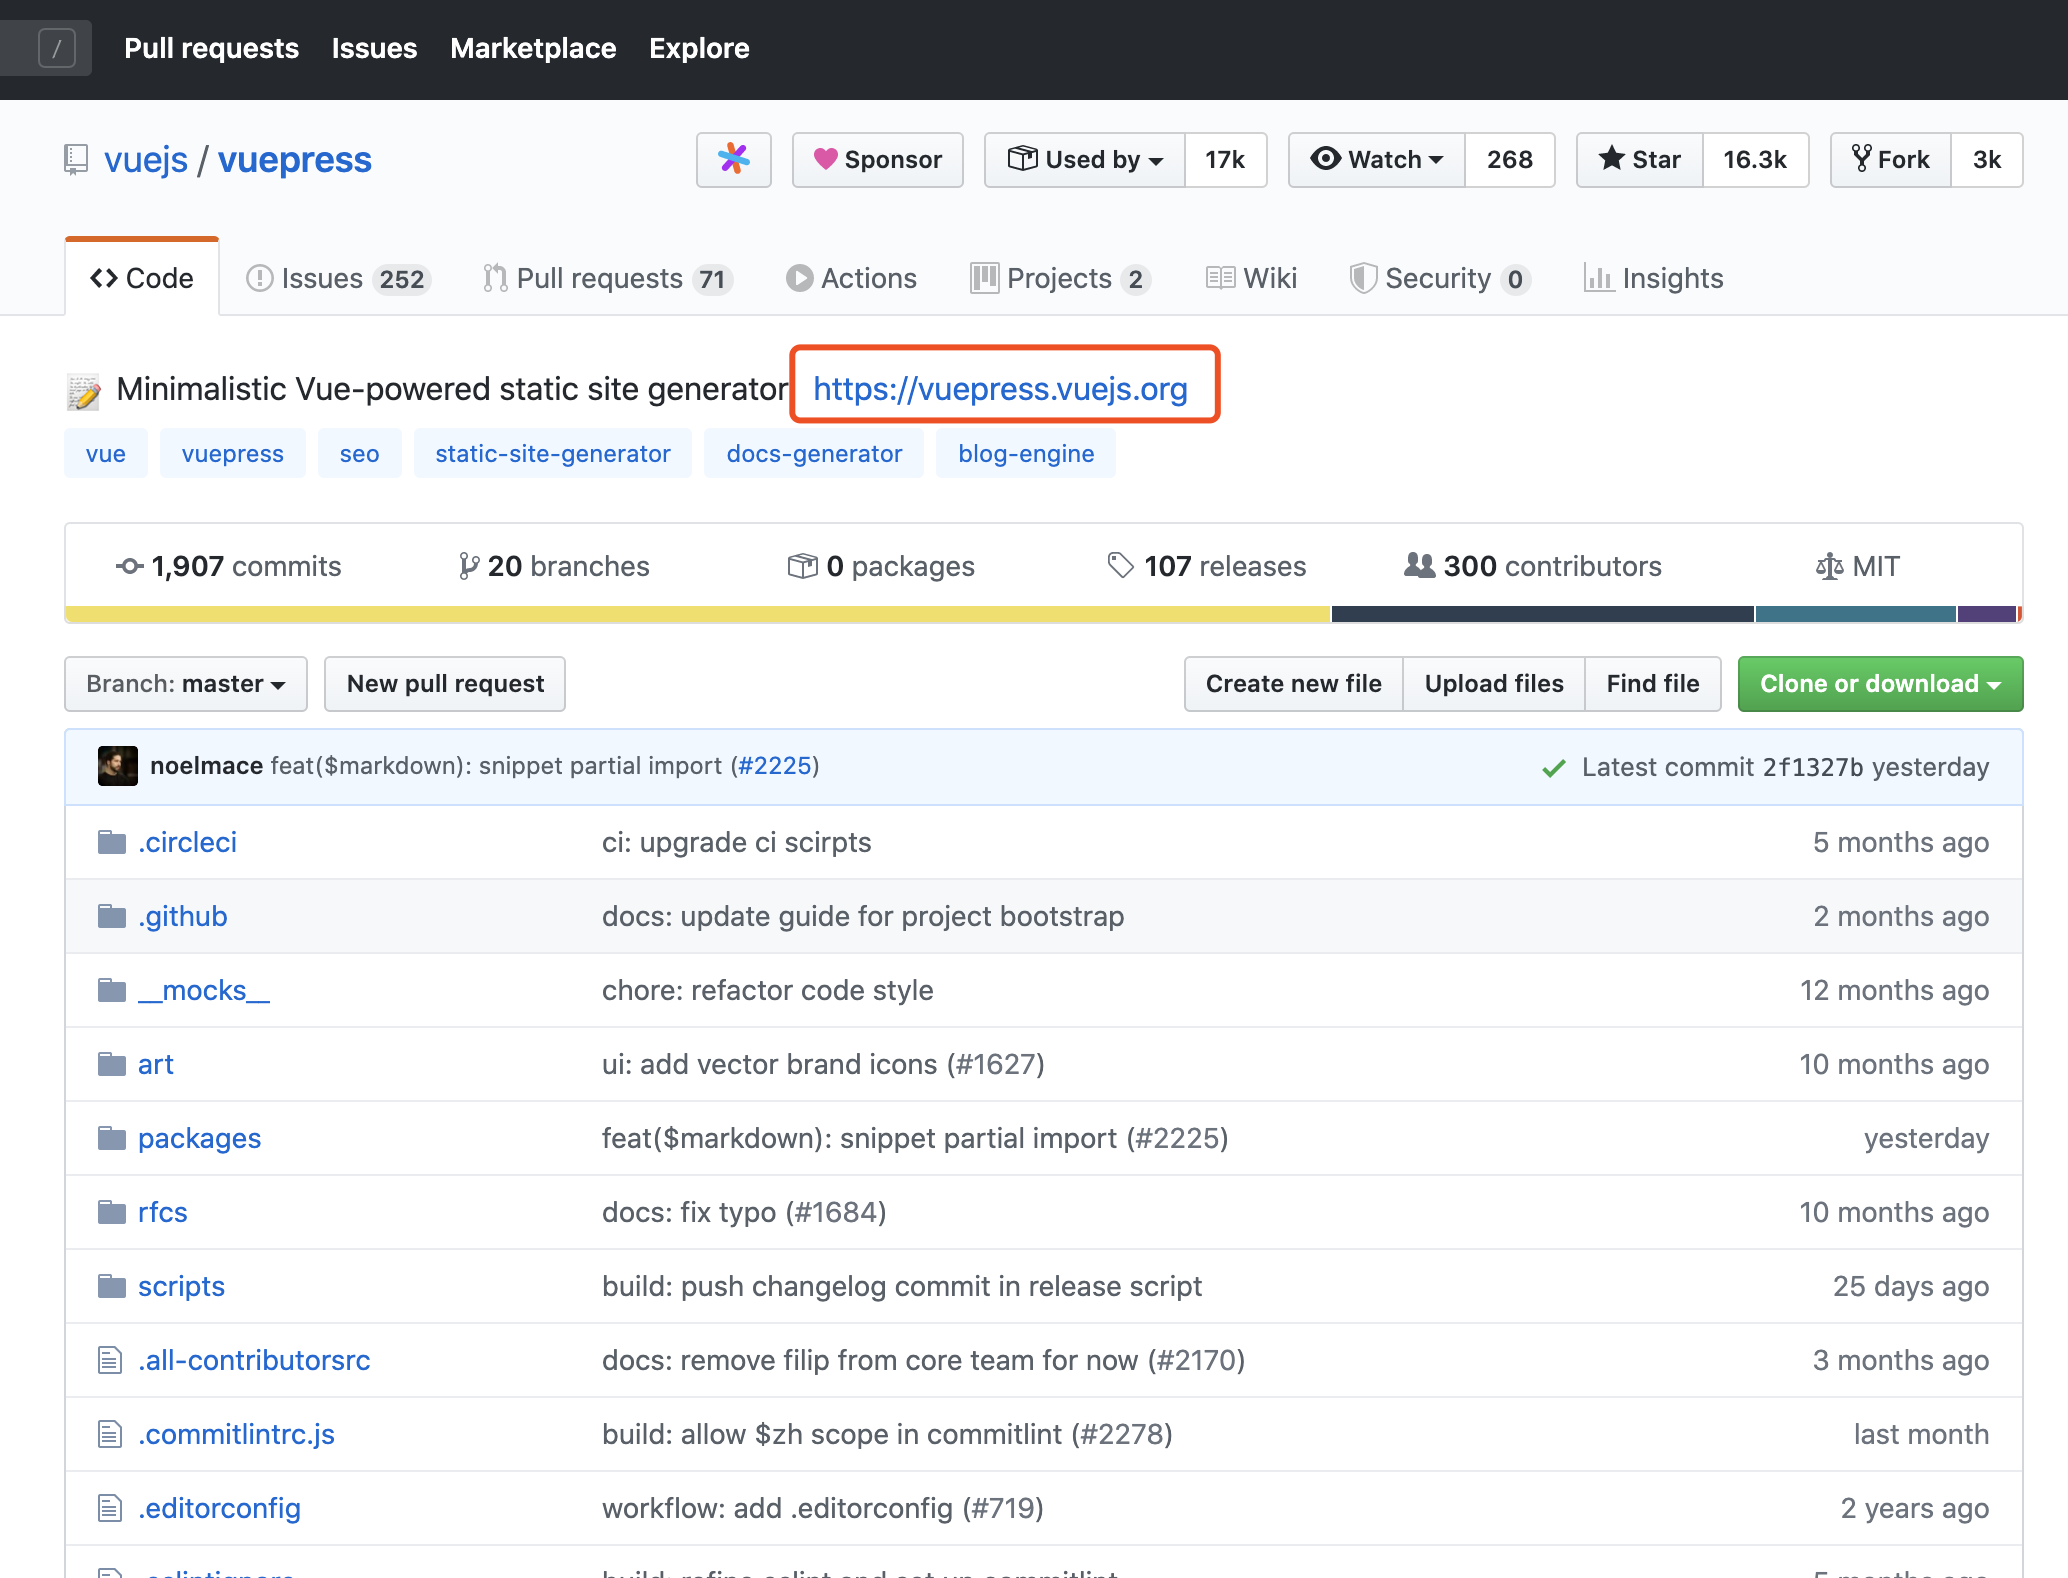 / Pull requests Issues Marketplace Explore
vuejs / vuepress Sponsor Used by 17k Watch 268 Star 16.3k Fork 3k
Code Issues 252 Pull requests 71 Actions Projects 2 Wiki Security 0 Insights
Minimalistic Vue-powered static site generator https://vuepress.vuejs.org
vue vuepress seo static-site-generator docs-generator blog-engine
1,907 commits 20 branches 0 packages 107 releases 300 contributors MIT
Branch: master New pull request Create new file Upload files Find file Clone or download
noelmace feat($markdown): snippet partial import (#2225) Latest commit 2f1327b yesterday
.circleci ci: upgrade ci scirpts 5 months ago
.github docs: update guide for project bootstrap 2 months ago
__mocks__ chore: refactor code style 12 months ago
art ui: add vector brand icons (#1627) 10 months ago
packages feat($markdown): snippet partial import (#2225) yesterday
rfcs docs: fix typo (#1684) 10 months ago
scripts build: push changelog commit in release script 25 days ago
.all-contributorsrc docs: remove filip from core team for now (#2170) 3 months ago
.commitlintrc.js build: allow $zh scope in commitlint (#2278) last month
.editorconfig workflow: add .editorconfig (#719) 2 years ago